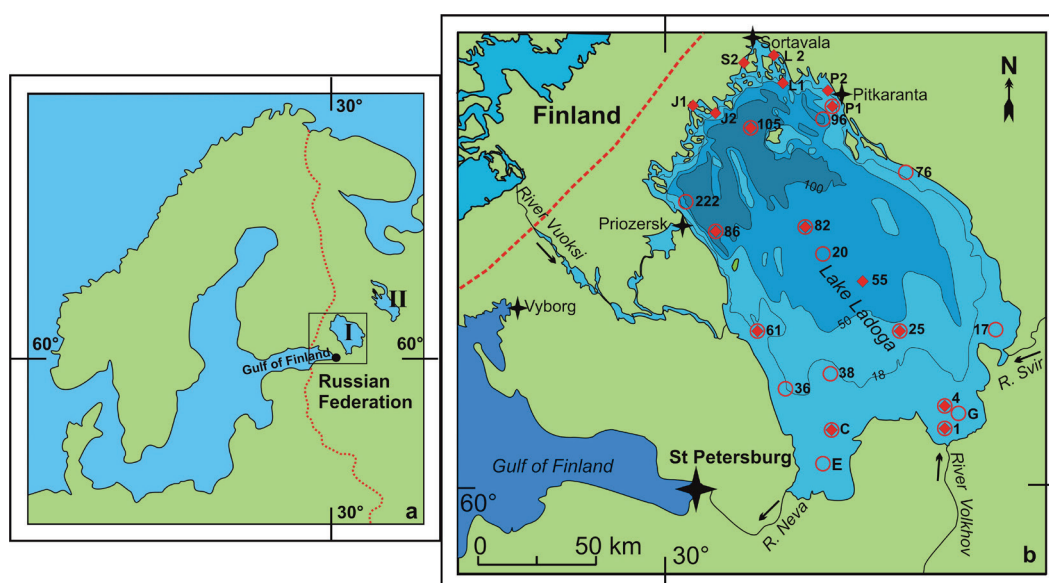 30°
II
I
60°
60°
Gulf of Finland
Russian
Federation
30°
a
Sortavala
S2
L 2
L1
P2
Pitkaranta
N
J1
J2
P1
Finland
105
96
76
100
222
River Vuoksi
Priozersk
86
82
20
Lake Ladoga
55
Vyborg
50
61
25
17
R. Svir
38
18
36
4
G
C
1
St Petersburg
Gulf of Finland
E
River Volkhov
60°
R. Neva
0
50 km
30°
b